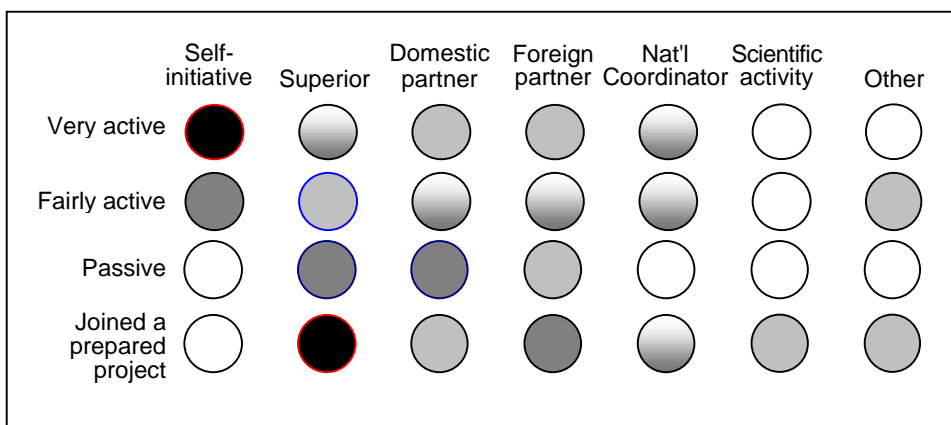 Self-
initiative
Superior
Domestic
partner
Foreign
partner
Nat'l
Coordinator
Scientific
activity
Other
Very active
Fairly active
Passive
Joined a
prepared
project